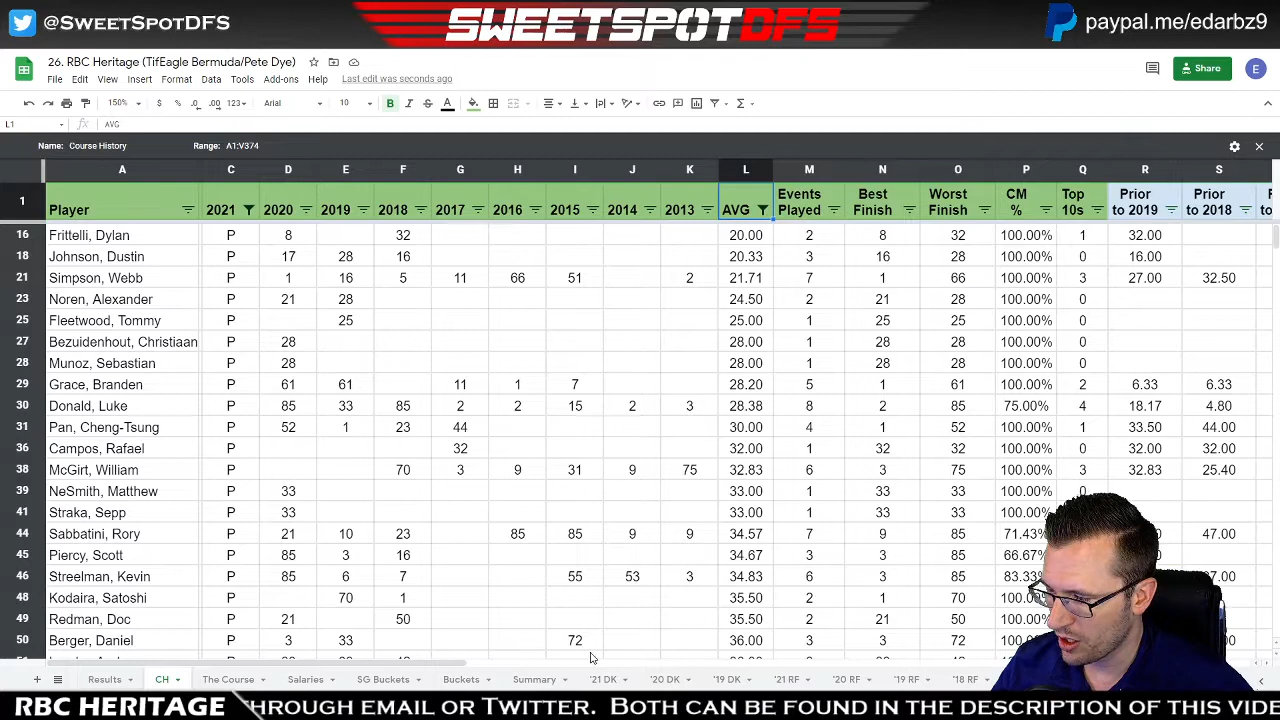 @SWEETSPOTDFS
SWEETSPOTDFS
paypal.me/edarbz9
26. RBC Heritage (TifEagle Bermuda/Pete Dye)
File Edit View Insert Format Data Tools Add-ons Help Last edit was seconds ago
Share
E
150% $ % .0 .00 123 Arial 10 B I S A
L1 fx AVG
Name: Course History Range: A1:V374
A C D E F G H I J K L M N O P Q R S
1 Player 2021 2020 2019 2018 2017 2016 2015 2014 2013 AVG Events Played Best Finish Worst Finish CM % Top 10s Prior to 2019 Prior to 2018
16 Frittelli, Dylan P 8 32 20.00 2 8 32 100.00% 1 32.00
18 Johnson, Dustin P 17 28 16 20.33 3 16 28 100.00% 0 16.00
21 Simpson, Webb P 1 16 5 11 66 51 2 21.71 7 1 66 100.00% 3 27.00 32.50
23 Noren, Alexander P 21 28 24.50 2 21 28 100.00% 0
25 Fleetwood, Tommy P 25 25.00 1 25 25 100.00% 0
27 Bezuidenhout, Christiaan P 28 28.00 1 28 28 100.00% 0
28 Munoz, Sebastian P 28 28.00 1 28 28 100.00% 0
29 Grace, Branden P 61 61 11 1 7 28.20 5 1 61 100.00% 2 6.33 6.33
30 Donald, Luke P 85 33 85 2 2 15 2 3 28.38 8 2 85 75.00% 4 18.17 4.80
31 Pan, Cheng-Tsung P 52 1 23 44 30.00 4 1 52 100.00% 1 33.50 44.00
36 Campos, Rafael P 32 32.00 1 32 32 100.00% 0 32.00 32.00
38 McGirt, William P 70 3 9 31 9 75 32.83 6 3 75 100.00% 3 32.83 25.40
39 NeSmith, Matthew P 33 33.00 1 33 33 100.00% 0
41 Straka, Sepp P 33 33.00 1 33 33 100.00%
44 Sabbatini, Rory P 21 10 23 85 85 9 9 34.57 7 9 85 71.43% 47.00
45 Piercy, Scott P 85 3 16 34.67 3 3 85 66.67%
46 Streelman, Kevin P 85 6 7 55 53 3 34.83 6 3 85 83.33%
48 Kodaira, Satoshi P 70 1 35.50 2 1 70
49 Redman, Doc P 21 50 35.50 2 21 50
50 Berger, Daniel P 3 33 72 36.00 3 3 72
Results CH The Course Salaries SG Buckets Buckets Summary '21 DK '20 DK '19 DK '21 RF '20 RF '19 RF '18 RF
RBC HERITAGE THROUGH EMAIL OR TWITTER. BOTH CAN BE FOUND IN THE DESCRIPTION OF THIS VIDE